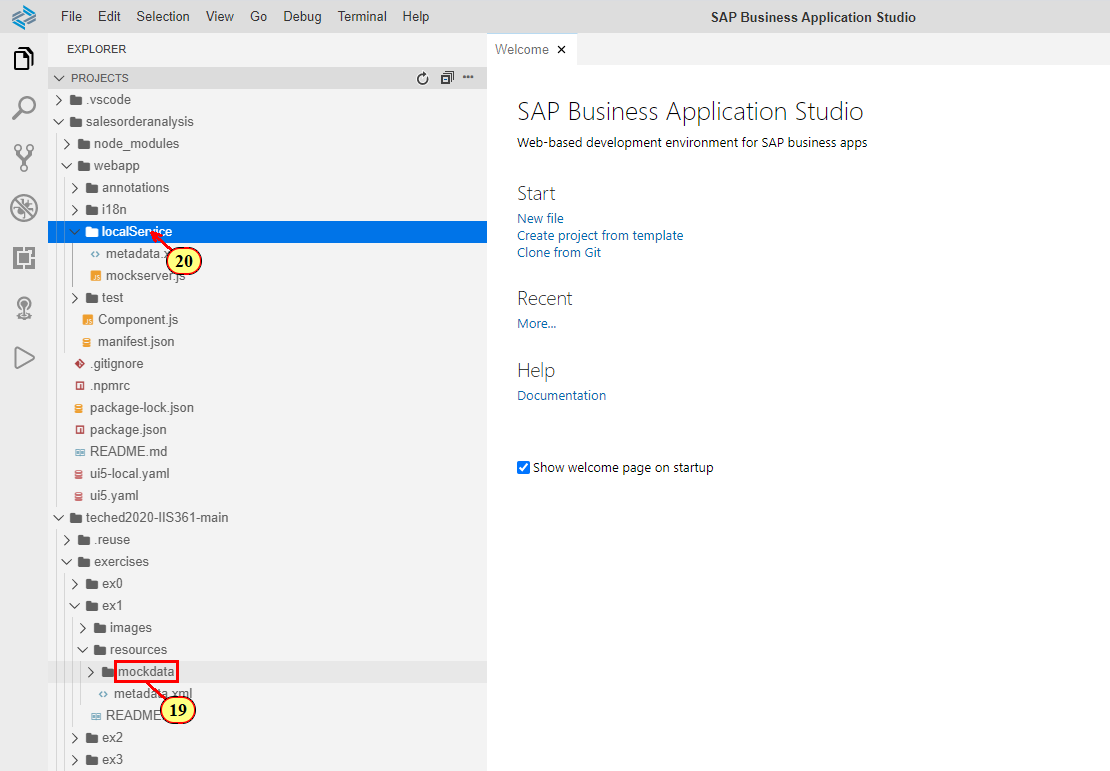 File Edit Selection View Go Debug Terminal Help SAP Business Application Studio
EXPLORER
Welcome
PROJECTS
.vscode
salesorderanalysis
node_modules
webapp
annotations
i18n
localService
20
metadata.x
mockserver.js
test
Component.js
manifest.json
.gitignore
.npmrc
package-lock.json
package.json
README.md
ui5-local.yaml
ui5.yaml
teched2020-IIS361-main
.reuse
exercises
ex0
ex1
images
resources
mockdata
metadata.xml
19
README
ex2
ex3
SAP Business Application Studio
Web-based development environment for SAP business apps
Start
New file
Create project from template
Clone from Git
Recent
More...
Help
Documentation
Show welcome page on startup